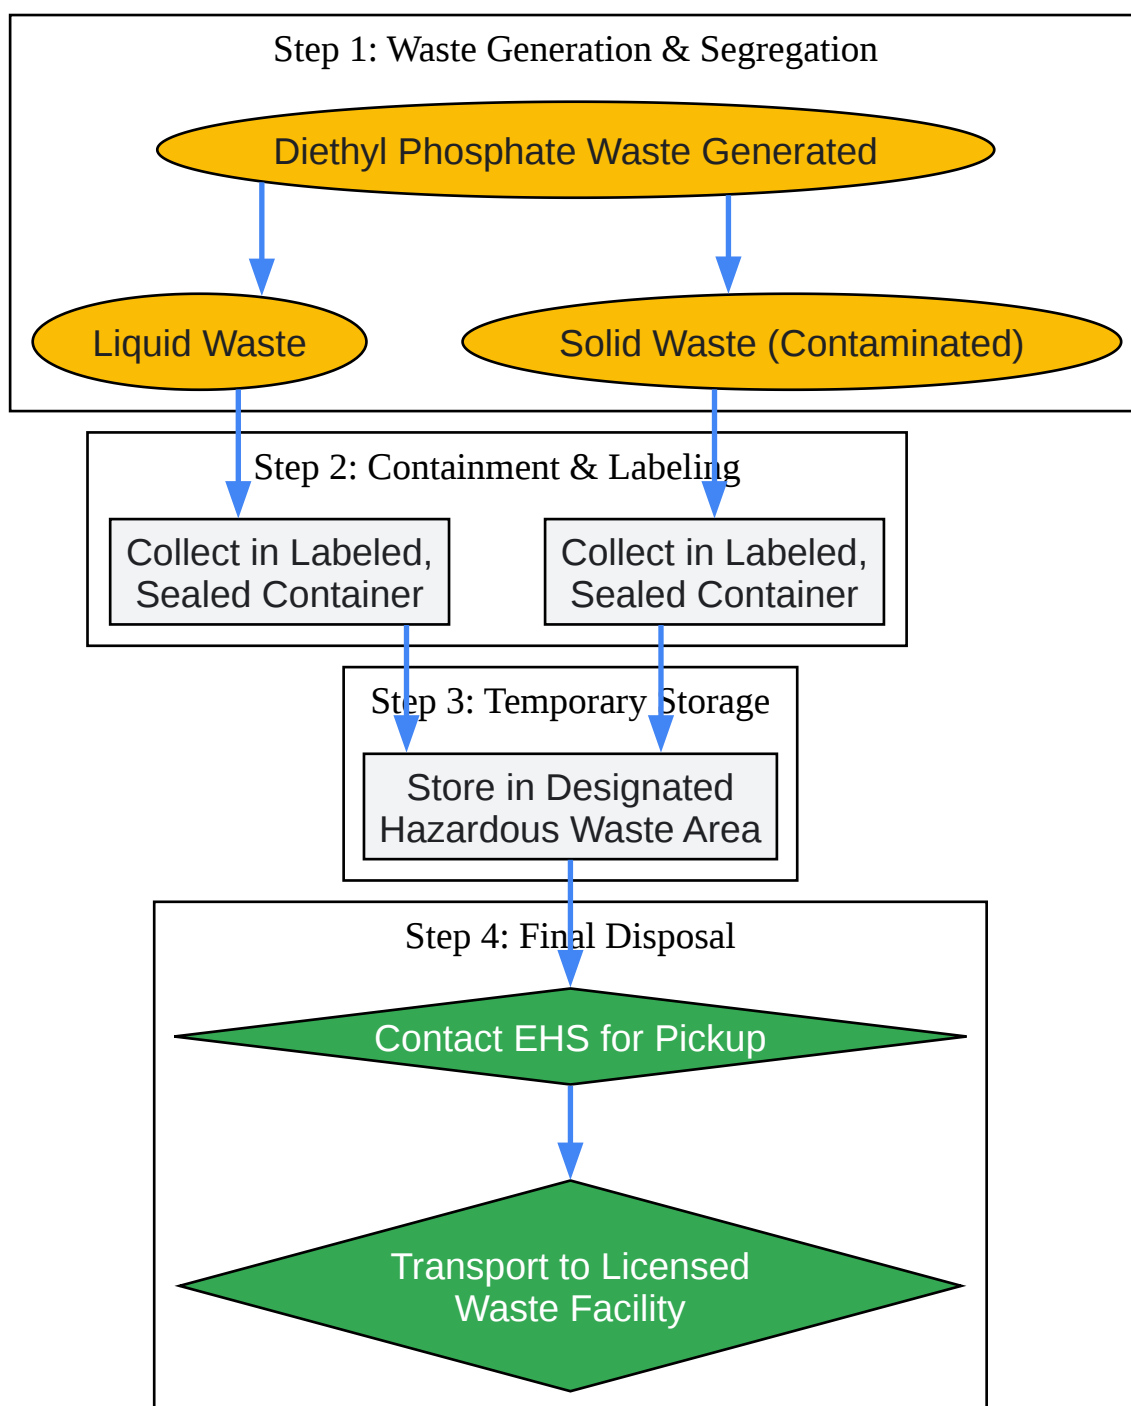 Step 1: Waste Generation & Segregation
Diethyl Phosphate Waste Generated
Liquid Waste
Solid Waste (Contaminated)
Step 2: Containment & Labeling
Collect in Labeled,
Sealed Container
Collect in Labeled,
Sealed Container
Step 3: Temporary Storage
Store in Designated
Hazardous Waste Area
Step 4: Final Disposal
Contact EHS for Pickup
Transport to Licensed
Waste Facility